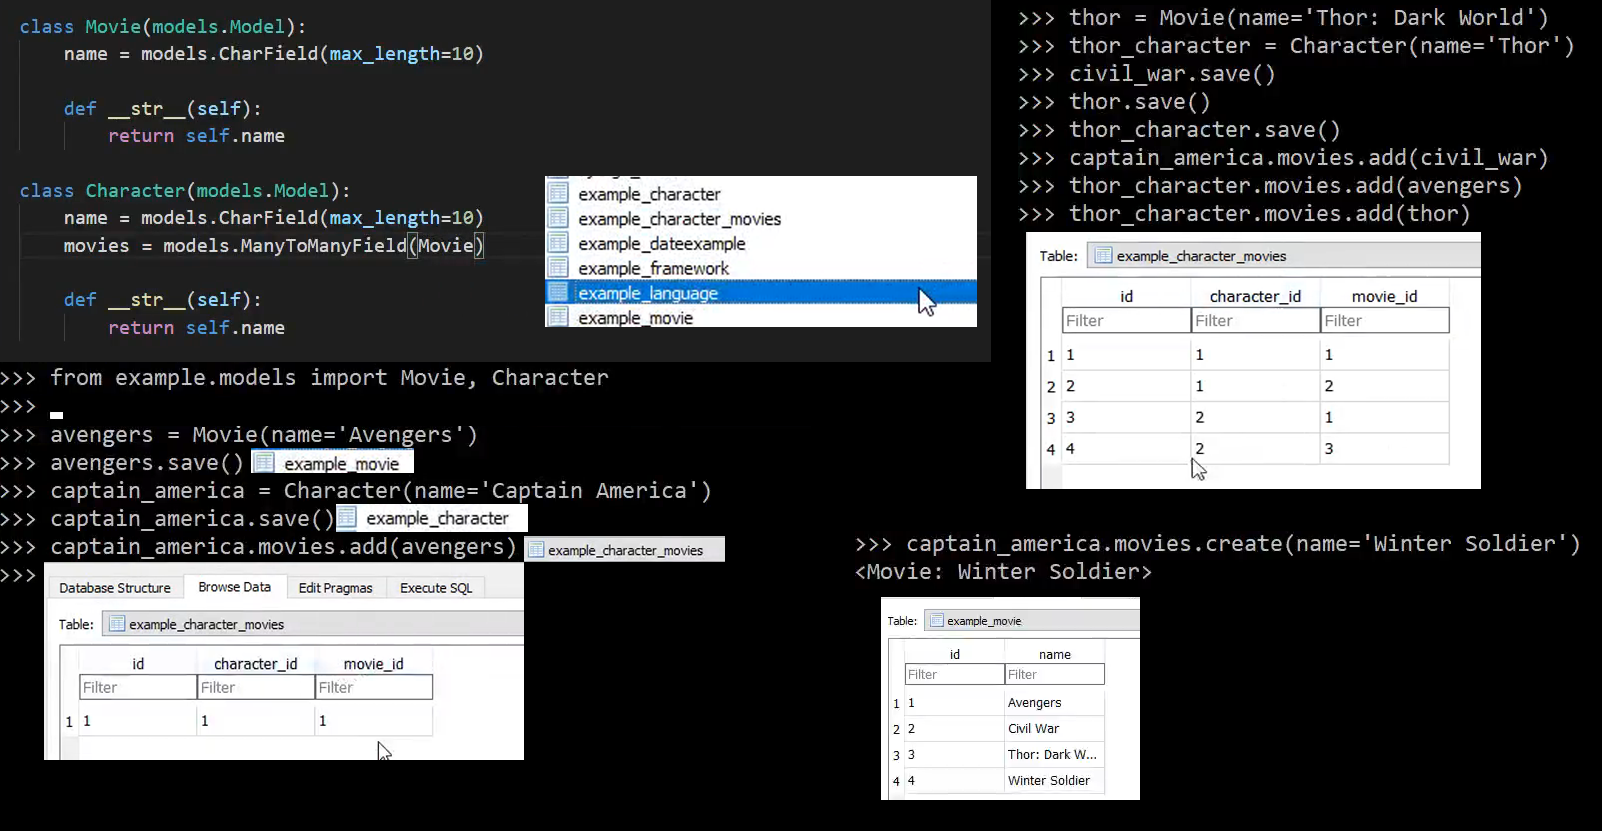 class Movie(models.Model):
name = models.CharField(max_length=10)
def __str__(self):
return self.name
class Character(models.Model):
name = models.CharField(max_length=10)
movies = models.ManyToManyField(Movie)
def __str__(self):
return self.name
example_character
example_character_movies
example_dateexample
example_framework
example_language
example_movie
>>> from example.models import Movie, Character
>>>
>>> avengers = Movie(name='Avengers')
>>> avengers.save() example_movie
>>> captain_america = Character(name='Captain America')
>>> captain_america.save() example_character
>>> captain_america.movies.add(avengers) example_character_movies
>>>
Database Structure Browse Data Edit Pragmas Execute SQL
Table: example_character_movies
id character_id movie_id
Filter Filter Filter
1 1 1 1
>>> thor = Movie(name='Thor: Dark World')
>>> thor_character = Character(name='Thor')
>>> civil_war.save()
>>> thor.save()
>>> thor_character.save()
>>> captain_america.movies.add(civil_war)
>>> thor_character.movies.add(avengers)
>>> thor_character.movies.add(thor)
Table: example_character_movies
id character_id movie_id
Filter Filter Filter
1 1 1 1
2 2 1 2
3 3 2 1
4 4 2 3
>>> captain_america.movies.create(name='Winter Soldier')
<Movie: Winter Soldier>
Table: example_movie
id name
Filter Filter
1 1 Avengers
2 2 Civil War
3 3 Thor: Dark W...
4 4 Winter Soldier